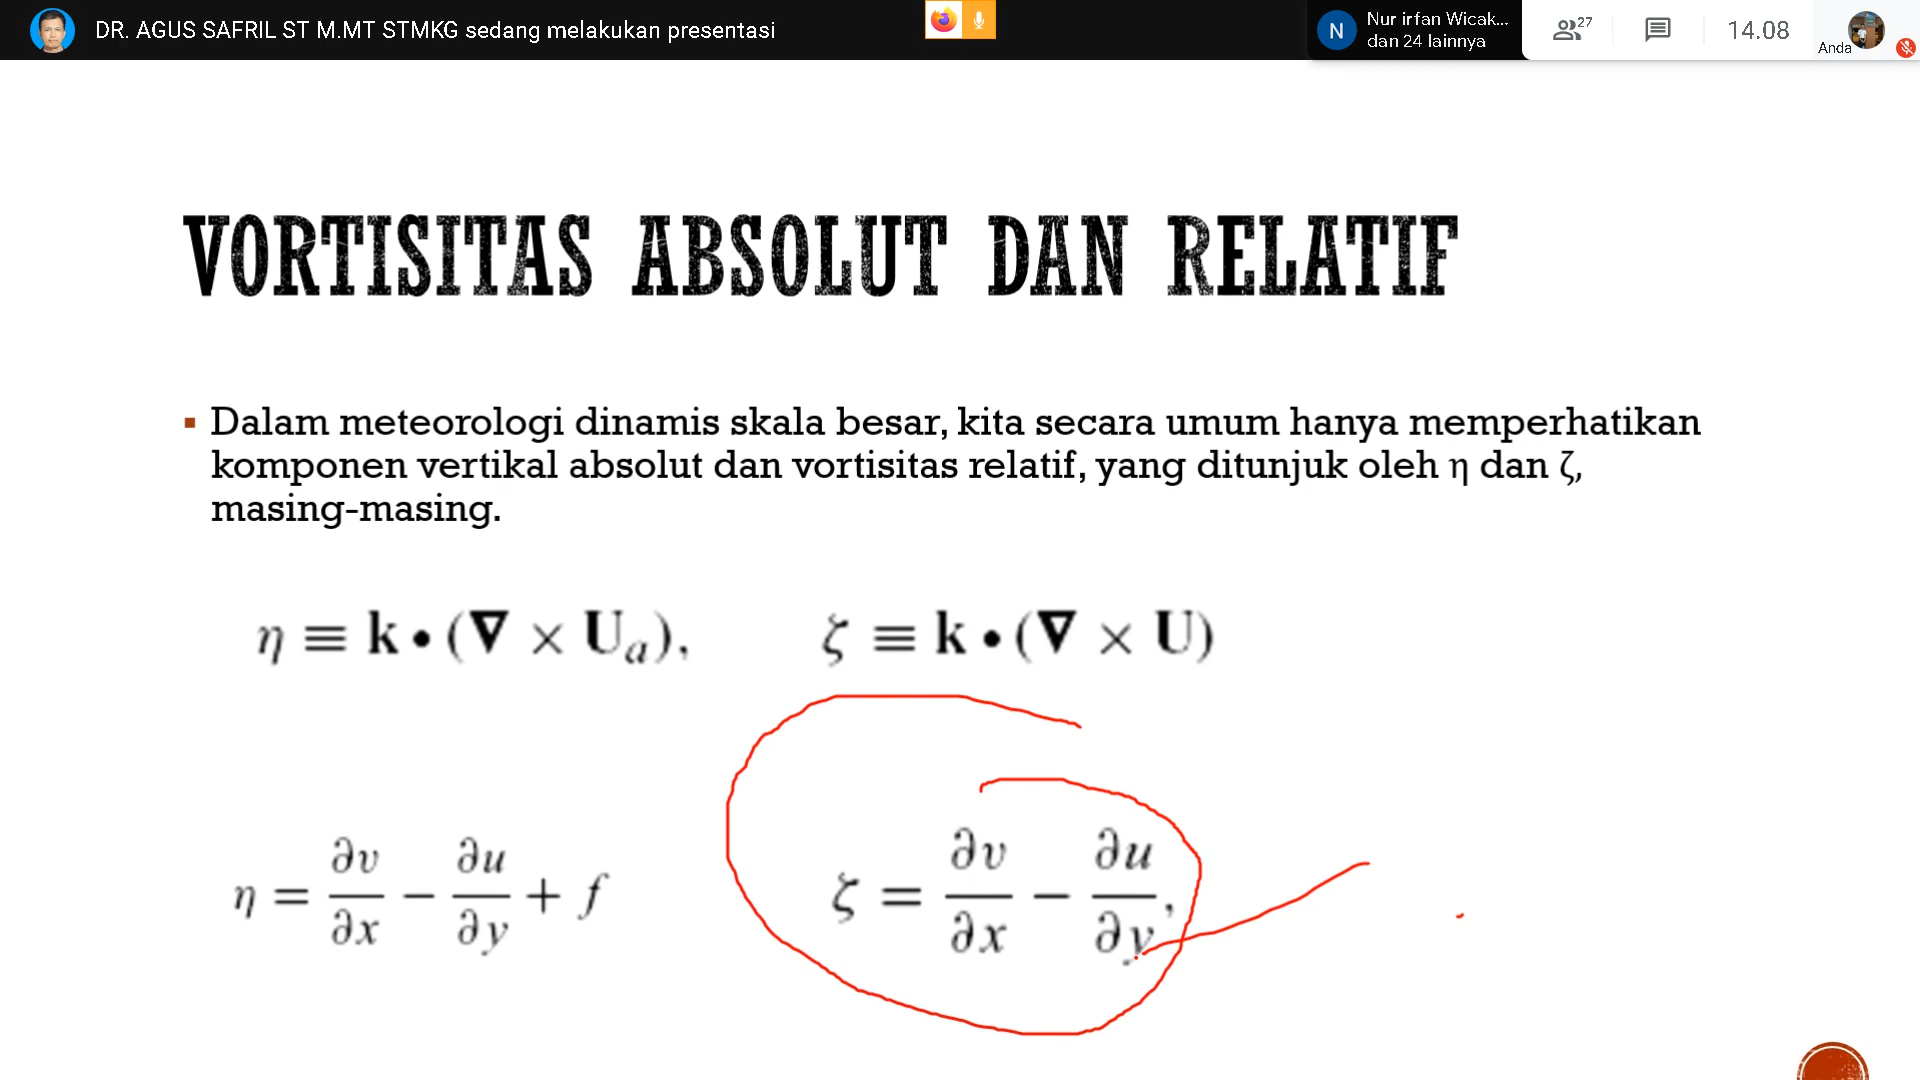 DR. AGUS SAFRIL ST M.MT STMKG sedang melakukan presentasi
N
Nur irfan Wicak...
dan 24 lainnya
27
14.08
Anda
VORTISITAS ABSOLUT DAN RELATIF
▪ Dalam meteorologi dinamis skala besar, kita secara umum hanya memperhatikan
komponen vertikal absolut dan vortisitas relatif, yang ditunjuk oleh η dan ζ,
masing-masing.
η ≡ k • (∇ × Uₐ), ζ ≡ k • (∇ × U)
η = ∂v/∂x − ∂u/∂y + f ζ = ∂v/∂x − ∂u/∂y,